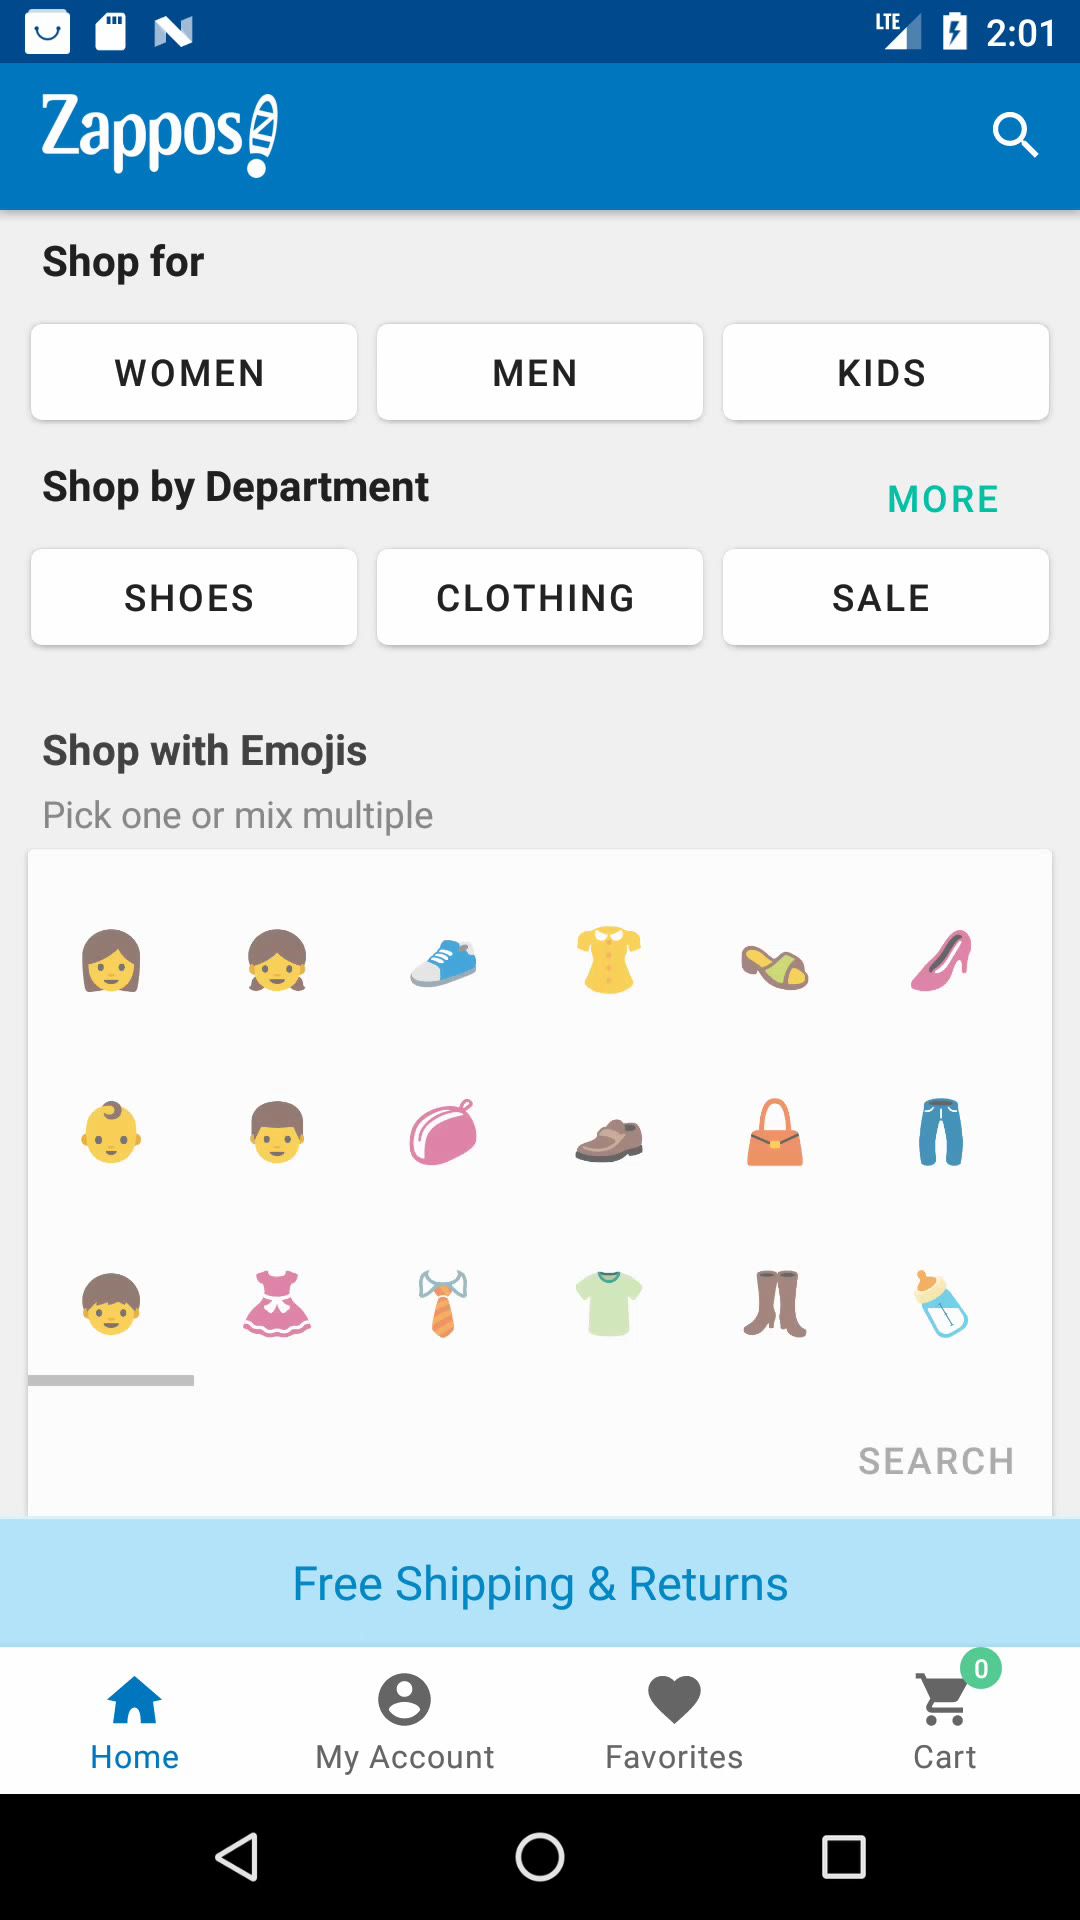 LTE 2:01
Zappos
Shop for
WOMEN MEN KIDS
Shop by Department MORE
SHOES CLOTHING SALE
Shop with Emojis
Pick one or mix multiple
SEARCH
Free Shipping & Returns
0
Home My Account Favorites Cart